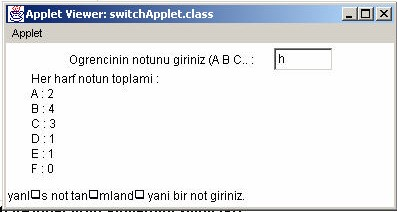 Applet Viewer: switchApplet.class
Applet
Ogrencinin notunu giriniz (A B C.. : h
Her harf notun toplami :
A : 2
B : 4
C : 3
D : 1
E : 1
F : 0
yanl□s not tan□mland□ yani bir not giriniz.